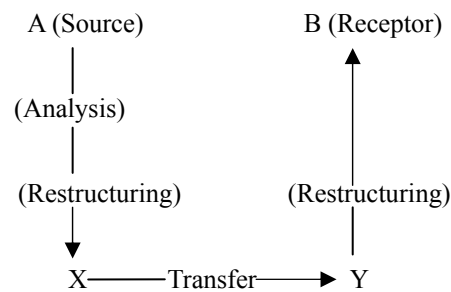 A (Source) B (Receptor)
(Analysis)
(Restructuring) (Restructuring)
X Transfer Y